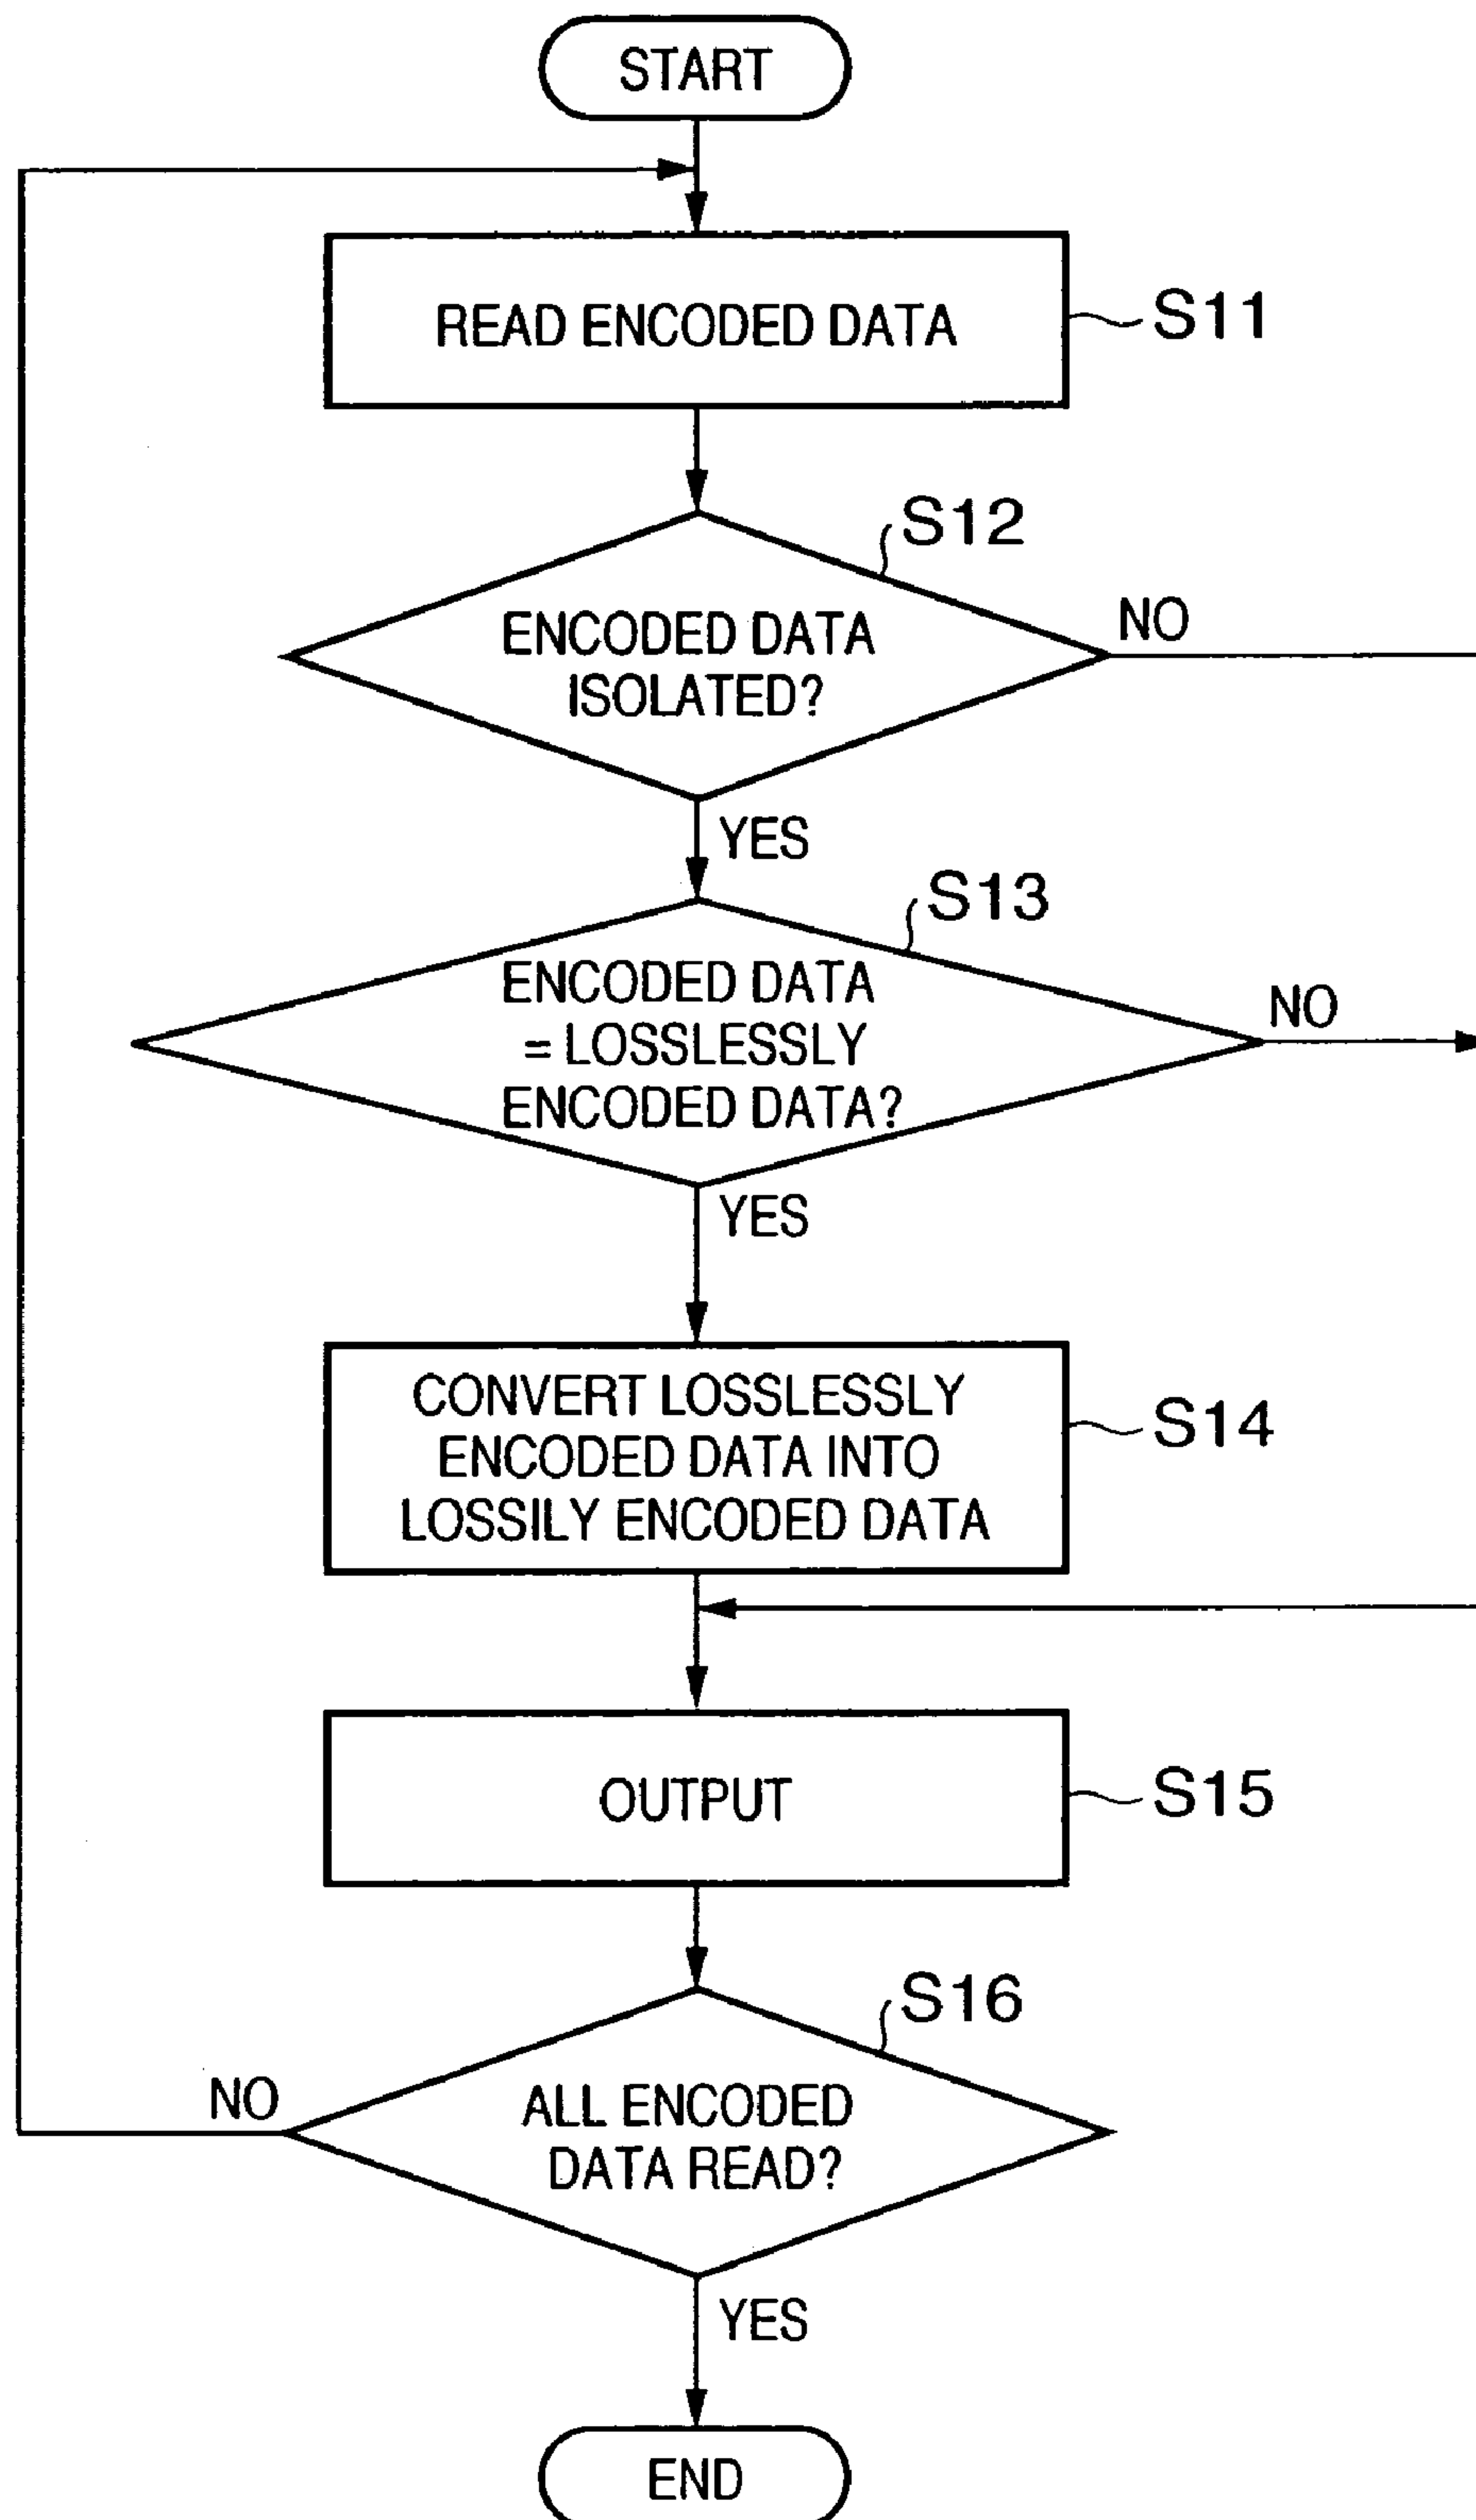 START
READ ENCODED DATA
S11
S12
ENCODED DATA
ISOLATED?
NO
YES
S13
ENCODED DATA
= LOSSLESSLY
ENCODED DATA?
NO
YES
CONVERT LOSSLESSLY
ENCODED DATA INTO
LOSSILY ENCODED DATA
S14
OUTPUT
S15
S16
ALL ENCODED
DATA READ?
NO
YES
END